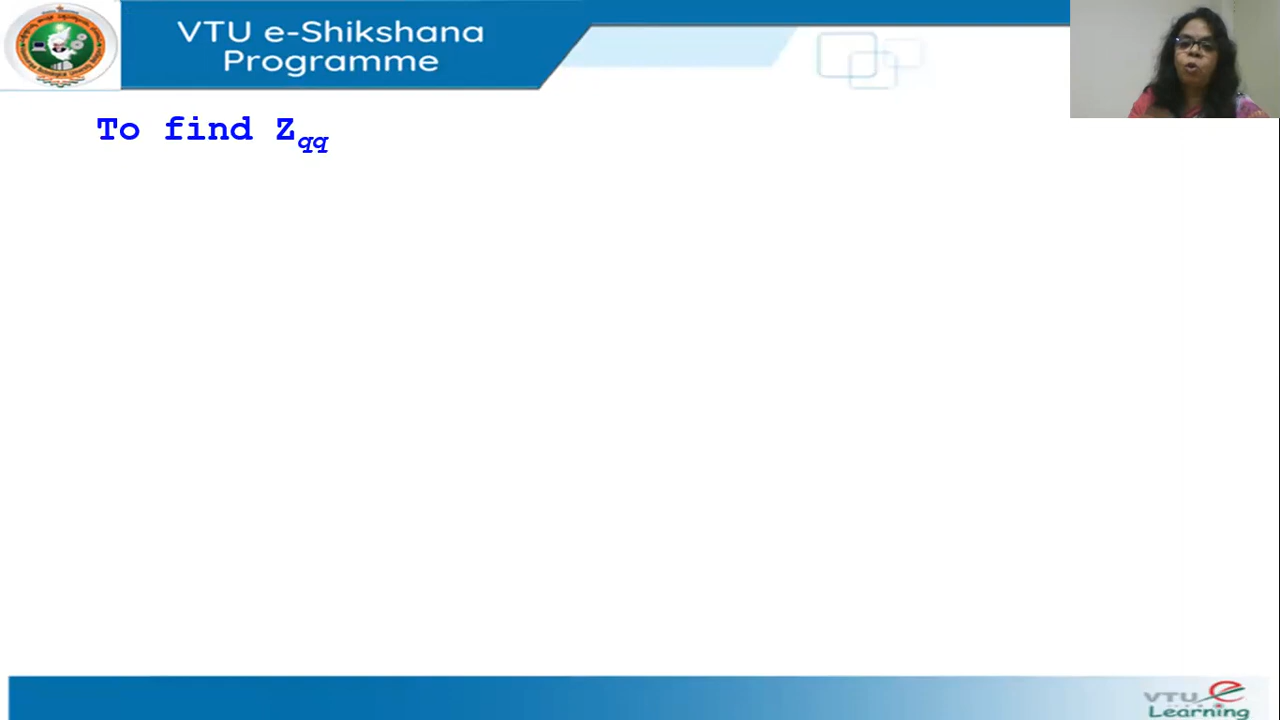 VTU e-Shikshana
Programme
To find Zqq
VTU
Learning